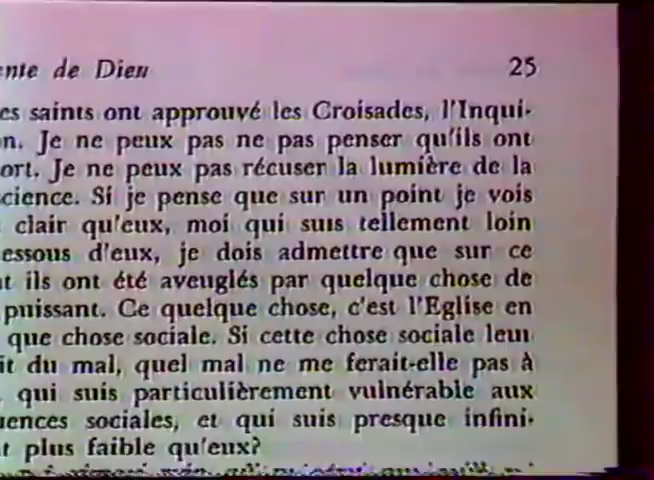 de Dieu 25
es saints ont approuvé les Croisades, l'Inqui-
n. Je ne peux pas ne pas penser qu'ils ont
ort. Je ne peux pas récuser la lumière de la
cience. Si je pense que sur un point je vois
clair qu'eux, moi qui suis tellement loin
essous d'eux, je dois admettre que sur ce
t ils ont été aveuglés par quelque chose de
puissant. Ce quelque chose, c'est l'Eglise en
que chose sociale. Si cette chose sociale leur
it du mal, quel mal ne me ferait-elle pas à
qui suis particulièrement vulnérable aux
uences sociales, et qui suis presque infini-
t plus faible qu'eux?